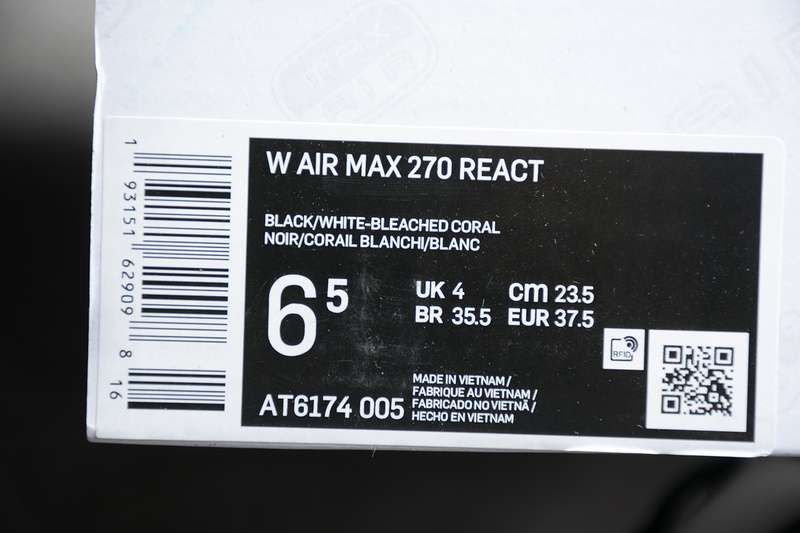 W AIR MAX 270 REACT
BLACK/WHITE-BLEACHED CORAL
NOIR/CORAIL BLANCHI/BLANC
6 5
UK 4 cm 23.5
BR 35.5 EUR 37.5
RFID
AT6174 005
MADE IN VIETNAM /
FABRIQUE AU VIETNAM /
FABRICADO NO VIETNÃ /
HECHO EN VIETNAM
1 93151 62909 8 16
MAX
AIR